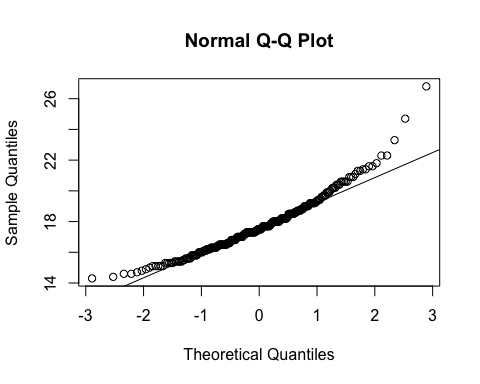 Normal Q-Q Plot
Sample Quantiles
26
22
18
14
-3 -2 -1 0 1 2 3
Theoretical Quantiles